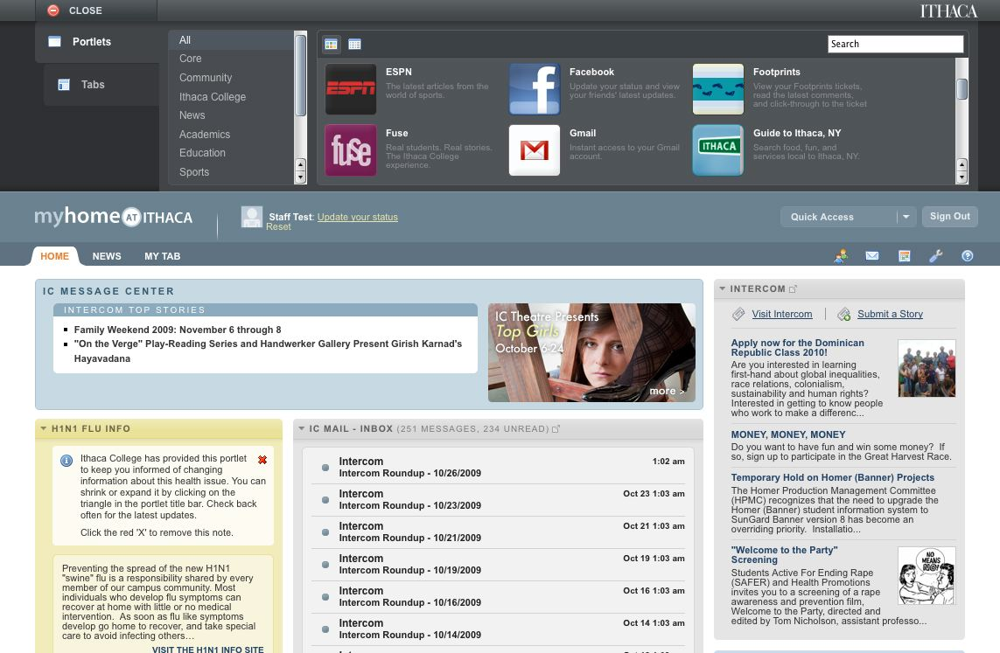 CLOSE
ITHACA
Portlets
Tabs
All
Core
Community
Ithaca College
News
Academics
Education
Sports
Search
ESPN
ESPN
The latest articles from the
world of sports.
f
Facebook
Update your status and view
your friends' latest updates.
Footprints
View your Footprints tickets,
read the latest comments,
and click-through to the ticket
fuse
Fuse
Real students. Real stories.
The Ithaca College
experience.
Gmail
Instant access to your Gmail
account.
ITHACA
Guide to Ithaca, NY
Search food, fun, and
services local to Ithaca, NY.
myhome AT ITHACA
Staff Test: Update your status
Reset
Quick Access
Sign Out
HOME
NEWS
MY TAB
IC MESSAGE CENTER
INTERCOM TOP STORIES
Family Weekend 2009: November 6 through 8
"On the Verge" Play-Reading Series and Handwerker Gallery Present Girish Karnad's
Hayavadana
IC Theatre Presents
Top Girls
October 6-24
more >
H1N1 FLU INFO
Ithaca College has provided this portlet
to keep you informed of changing
information about this health issue. You can
shrink or expand it by clicking on the
triangle in the portlet title bar. Check back
often for the latest updates.
Click the red 'X' to remove this note.
Preventing the spread of the new H1N1
"swine" flu is a responsibility shared by every
member of our campus community. Most
individuals who develop flu symptoms can
recover at home with little or no medical
intervention.  As soon as flu like symptoms
develop go home to recover, and take special
care to avoid infecting others…
VISIT THE H1N1 INFO SITE
IC MAIL - INBOX (251 MESSAGES, 234 UNREAD)
Intercom 1:02 am
Intercom Roundup - 10/26/2009
Intercom Oct 23 1:03 am
Intercom Roundup - 10/23/2009
Intercom Oct 21 1:03 am
Intercom Roundup - 10/21/2009
Intercom Oct 19 1:03 am
Intercom Roundup - 10/19/2009
Intercom Oct 16 1:03 am
Intercom Roundup - 10/16/2009
Intercom Oct 14 1:03 am
Intercom Roundup - 10/14/2009
INTERCOM
Visit Intercom
Submit a Story
Apply now for the Dominican
Republic Class 2010!
Are you interested in learning
first-hand about global inequalities,
race relations, colonialism,
sustainability and human rights?
Interested in getting to know people
who work to make a differenc...
MONEY, MONEY, MONEY
Do you want to have fun and win some money?  If
so, sign up to participate in the Great Harvest Race.
Temporary Hold on Homer (Banner) Projects
The Homer Production Management Committee
(HPMC) recognizes that the need to upgrade the
Homer (Banner) student information system to
SunGard Banner version 8 has become an
overriding priority.  Installatio...
"Welcome to the Party"
Screening
Students Active For Ending Rape
(SAFER) and Health Promotions
invites you to a screening of a rape
awareness and prevention film,
Welcome to the Party, directed and
edited by Tom Nicholson, assistant professo...
NO
MEANS
NO!